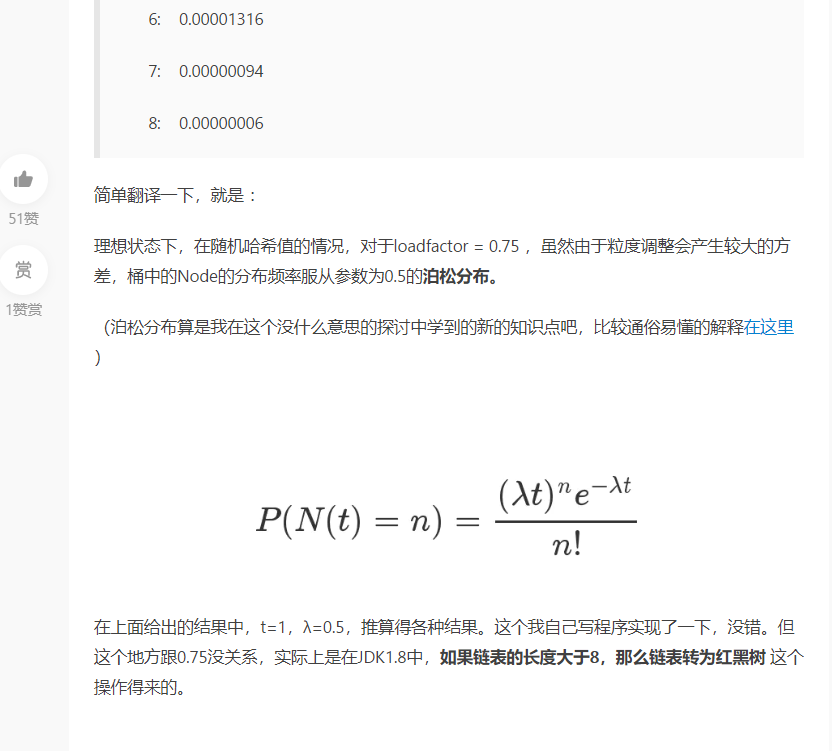 6: 0.00001316
7: 0.00000094
8: 0.00000006
51赞
赏
1赞赏
简单翻译一下，就是：
理想状态下，在随机哈希值的情况，对于loadfactor = 0.75 ，虽然由于粒度调整会产生较大的方
差，桶中的Node的分布频率服从参数为0.5的泊松分布。
（泊松分布算是我在这个没什么意思的探讨中学到的新的知识点吧，比较通俗易懂的解释在这里
）
P(N(t) = n) = (λt)^n e^{−λt} / n!
在上面给出的结果中，t=1，λ=0.5，推算得各种结果。这个我自己写程序实现了一下，没错。但
这个地方跟0.75没关系，实际上是在JDK1.8中，如果链表的长度大于8，那么链表转为红黑树 这个
操作得来的。